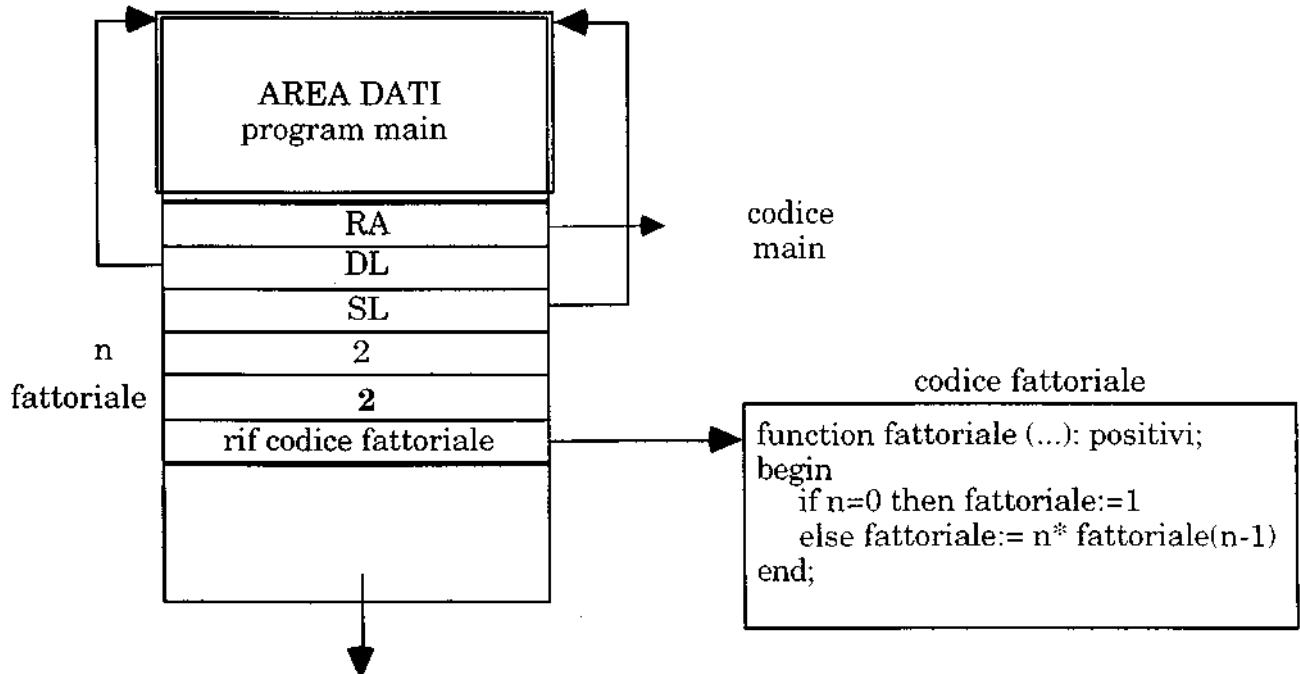 AREA DATI
program main
RA
codice
main
DL
SL
n
2
fattoriale
2
rif codice fattoriale
codice fattoriale
function fattoriale (...): positivi;
begin
if n=0 then fattoriale:=1
else fattoriale:= n* fattoriale(n-1)
end;